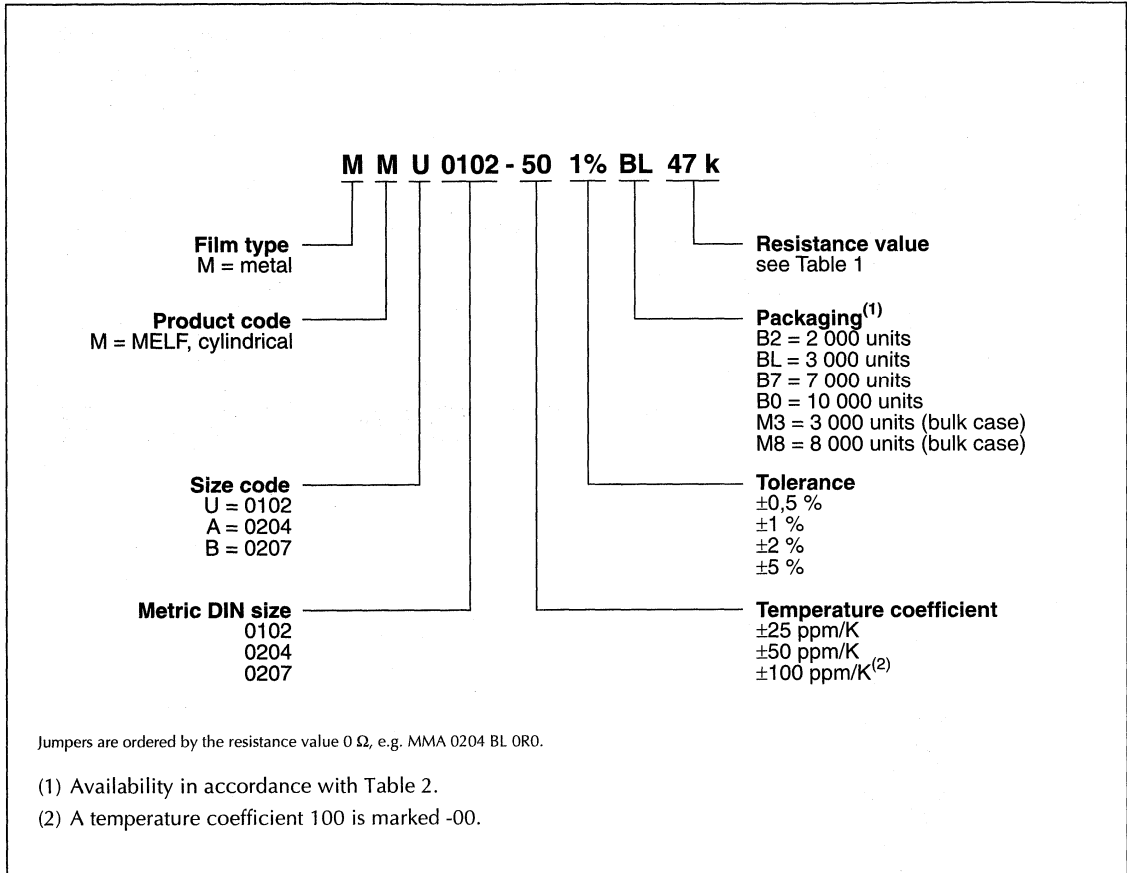 M M U 0102 - 50 1% BL 47 k
Film type
M = metal
Product code
M = MELF, cylindrical
Size code
U = 0102
A = 0204
B = 0207
Metric DIN size
0102
0204
0207
Resistance value
see Table 1
Packaging(1)
B2 = 2 000 units
BL = 3 000 units
B7 = 7 000 units
B0 = 10 000 units
M3 = 3 000 units (bulk case)
M8 = 8 000 units (bulk case)
Tolerance
±0,5 %
±1 %
±2 %
±5 %
Temperature coefficient
±25 ppm/K
±50 ppm/K
±100 ppm/K(2)
Jumpers are ordered by the resistance value 0 Ω, e.g. MMA 0204 BL 0R0.
(1) Availability in accordance with Table 2.
(2) A temperature coefficient 100 is marked -00.